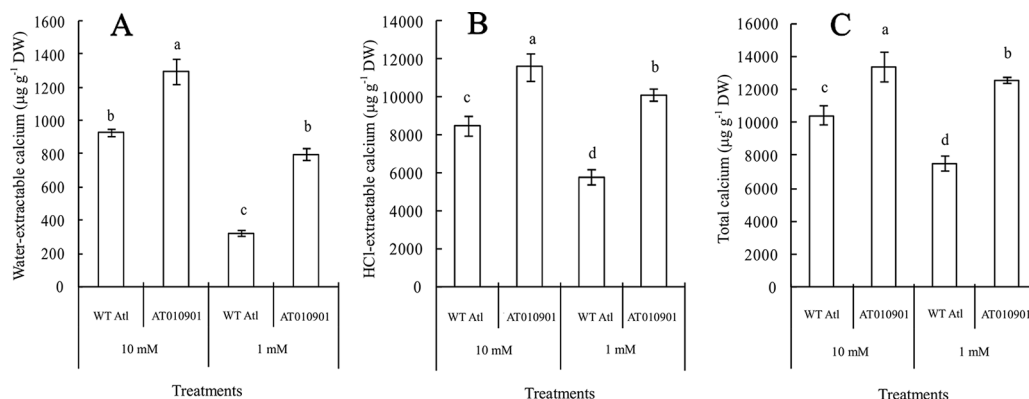 A
Water-extractable calcium (µg g⁻¹ DW)
1600
1400
1200
1000
800
600
400
200
0
b
a
c
b
WT Atl AT010901 WT Atl AT010901
10 mM 1 mM
Treatments
B
HCl-extractable calcium (µg g⁻¹ DW)
14000
12000
10000
8000
6000
4000
2000
0
c
a
d
b
WT Atl AT010901 WT Atl AT010901
10 mM 1 mM
Treatments
C
Total calcium (µg g⁻¹ DW)
16000
14000
12000
10000
8000
6000
4000
2000
0
c
a
d
b
WT Atl AT010901 WT Atl AT010901
10 mM 1 mM
Treatments